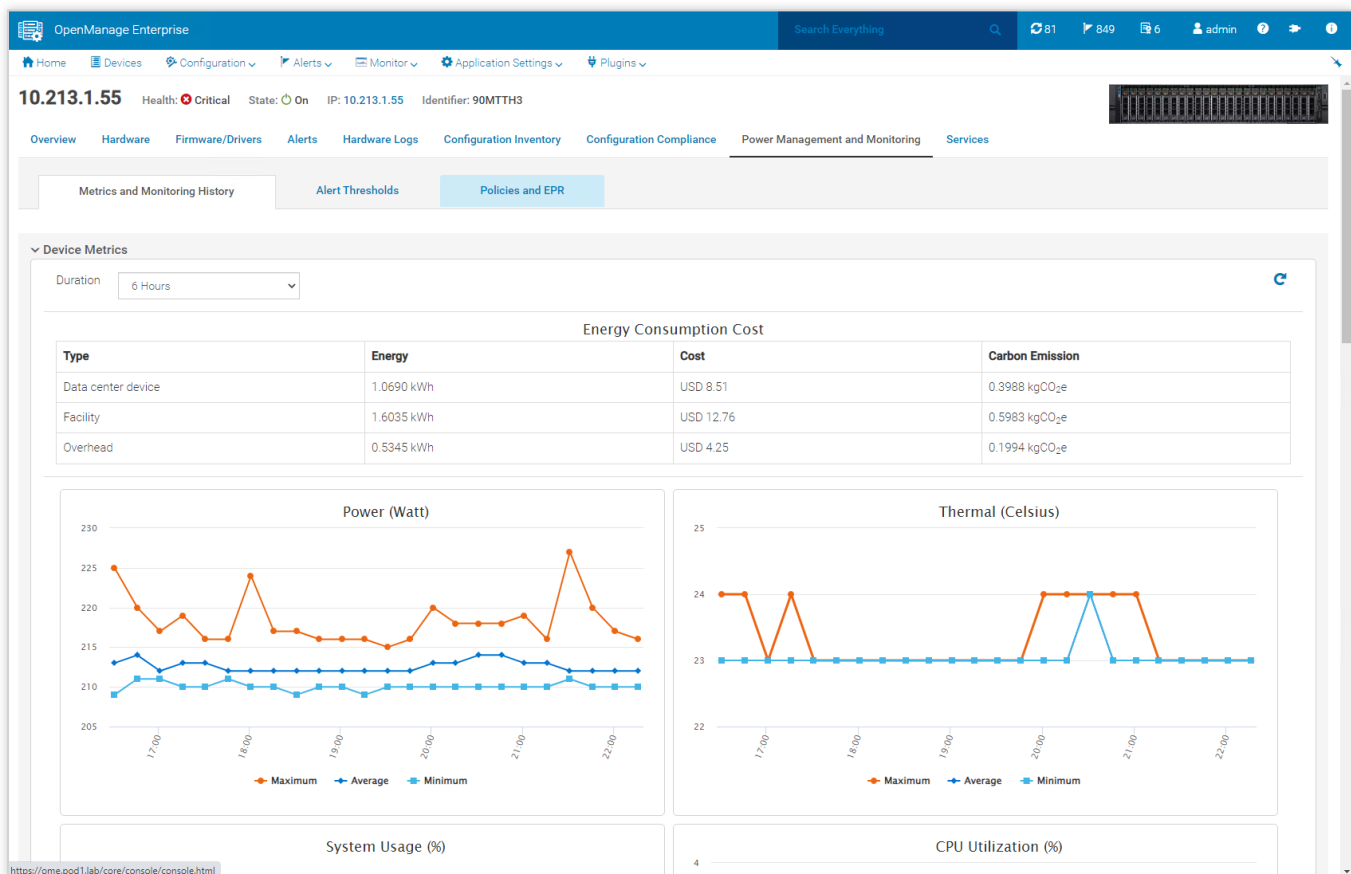 OpenManage Enterprise
Search Everything
81 849 6 admin
Home Devices Configuration Alerts Monitor Application Settings Plugins
10.213.1.55 Health: Critical State: On IP: 10.213.1.55 Identifier: 90MTTH3
Overview Hardware Firmware/Drivers Alerts Hardware Logs Configuration Inventory Configuration Compliance Power Management and Monitoring Services
Metrics and Monitoring History Alert Thresholds Policies and EPR
Device Metrics
Duration 6 Hours
Energy Consumption Cost
Type Energy Cost Carbon Emission
Data center device 1.0690 kWh USD 8.51 0.3988 kgCO₂e
Facility 1.6035 kWh USD 12.76 0.5983 kgCO₂e
Overhead 0.5345 kWh USD 4.25 0.1994 kgCO₂e
Power (Watt)
230
225
220
215
210
205
17:00 18:00 19:00 20:00 21:00 22:00
Maximum Average Minimum
Thermal (Celsius)
25
24
23
22
17:00 18:00 19:00 20:00 21:00 22:00
Maximum Average Minimum
System Usage (%)
CPU Utilization (%)
4
https://ome.pod1.lab/core/console/console.html